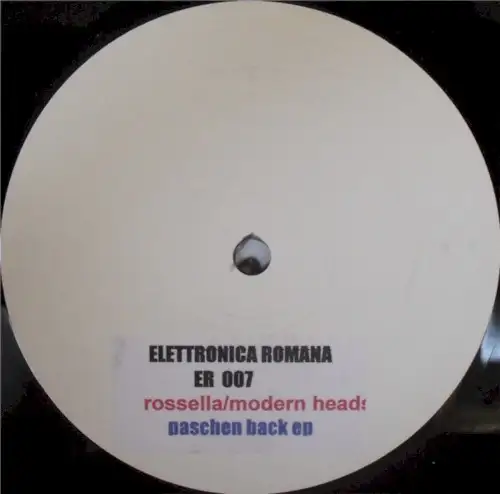 ELETTRONICA ROMANA
ER 007
rossella/modern heads
paschen back ep